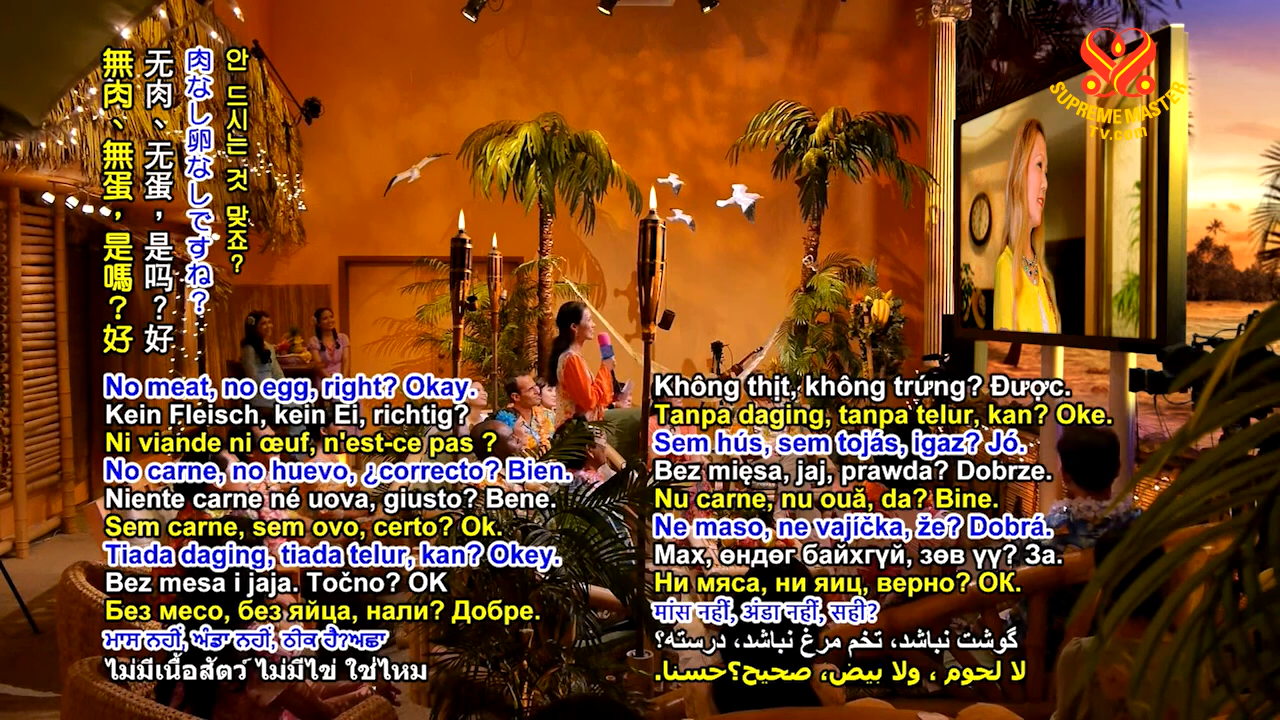 無肉、無蛋，是嗎？好
无肉、无蛋，是吗？好
肉なし卵なしですね？
안 드시는 것 맞죠？
SUPREME MASTER
TV.com
No meat, no egg, right? Okay.
Kein Fleisch, kein Ei, richtig?
Ni viande ni œuf, n'est-ce pas ?
No carne, no huevo, ¿correcto? Bien.
Niente carne né uova, giusto? Bene.
Sem carne, sem ovo, certo? Ok.
Tiada daging, tiada telur, kan? Okey.
Bez mesa i jaja. Točno? OK
Без месо, без яйца, нали? Добре.
ਮਾਸ ਨਹੀਂ, ਅੰਡਾ ਨਹੀਂ, ਠੀਕ ਹੈ?ਅਛਾ
ไม่มีเนื้อสัตว์ ไม่มีไข่ ใช่ไหม
Không thịt, không trứng? Được.
Tanpa daging, tanpa telur, kan? Oke.
Sem hús, sem tojás, igaz? Jó.
Bez mięsa, jaj, prawda? Dobrze.
Nu carne, nu ouă, da? Bine.
Ne maso, ne vajíčka, že? Dobrá.
Мах, өндөг байхгүй, зөв үү? За.
Ни мяса, ни яиц, верно? ОК.
मांस नहीं, अंडा नहीं, सही?
گوشت نباشد، تخم مرغ نباشد، درسته؟
لا لحوم ، ولا بيض، صحيح؟حسنا.